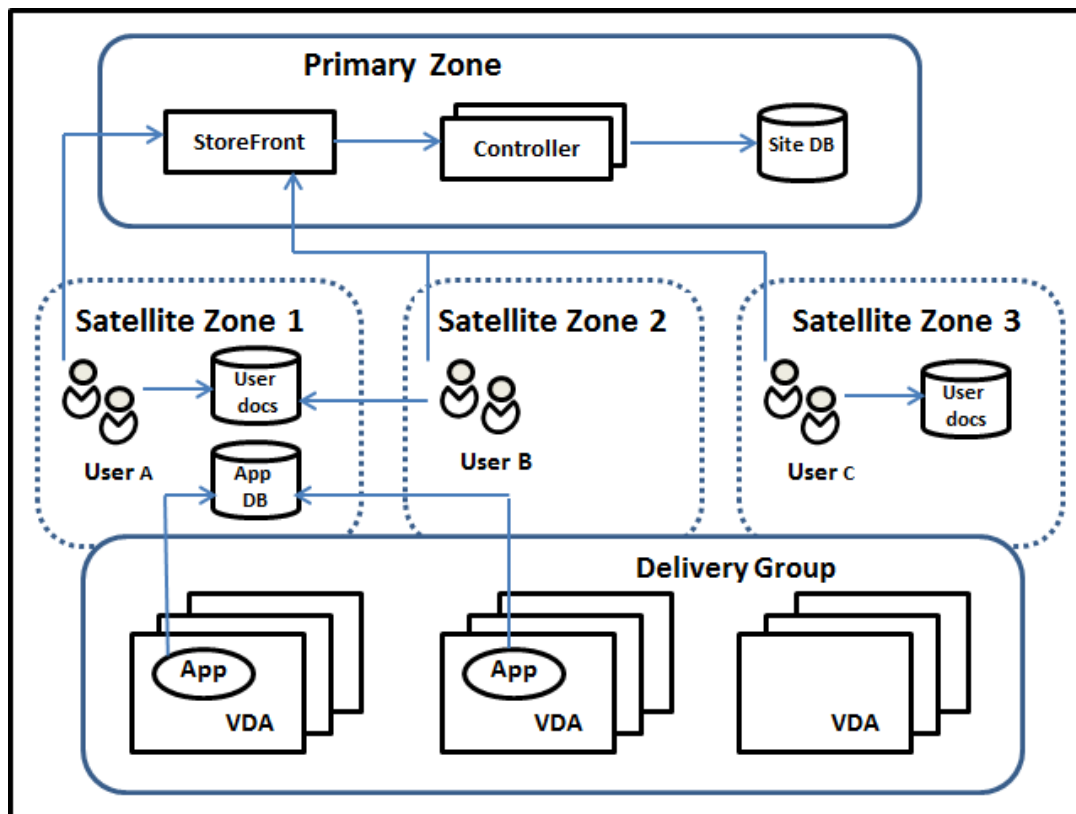 Primary Zone
StoreFront
Controller
Site DB
Satellite Zone 1
Satellite Zone 2
Satellite Zone 3
User
docs
User
docs
User A
User B
User C
App
DB
Delivery Group
App
VDA
App
VDA
VDA